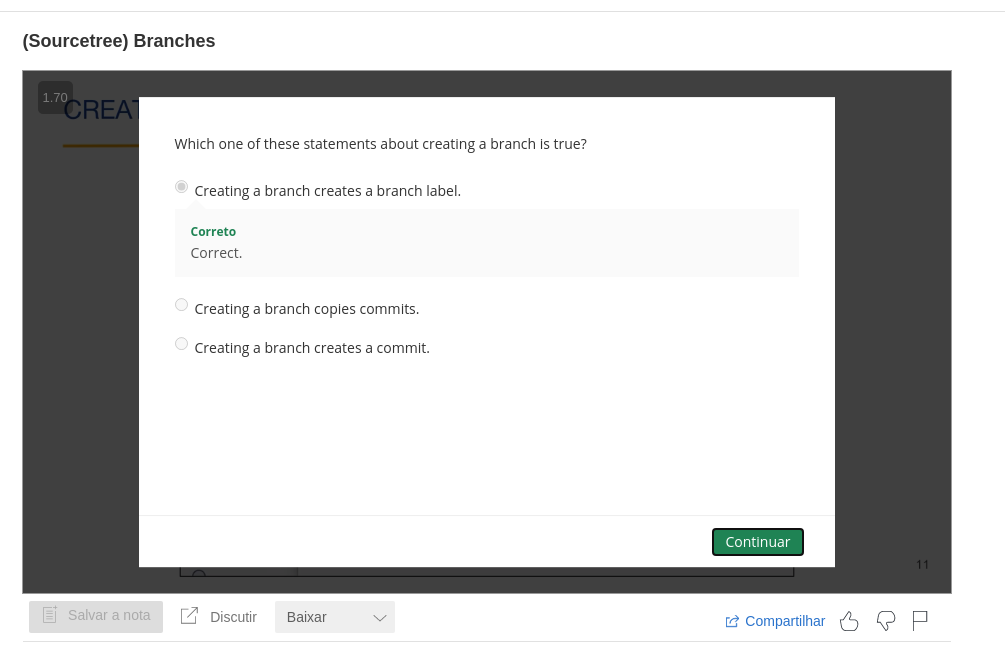 (Sourcetree) Branches
1.70
CREAT
Which one of these statements about creating a branch is true?
Creating a branch creates a branch label.
Correto
Correct.
Creating a branch copies commits.
Creating a branch creates a commit.
Continuar
11
Salvar a nota
Discutir
Baixar
Compartilhar